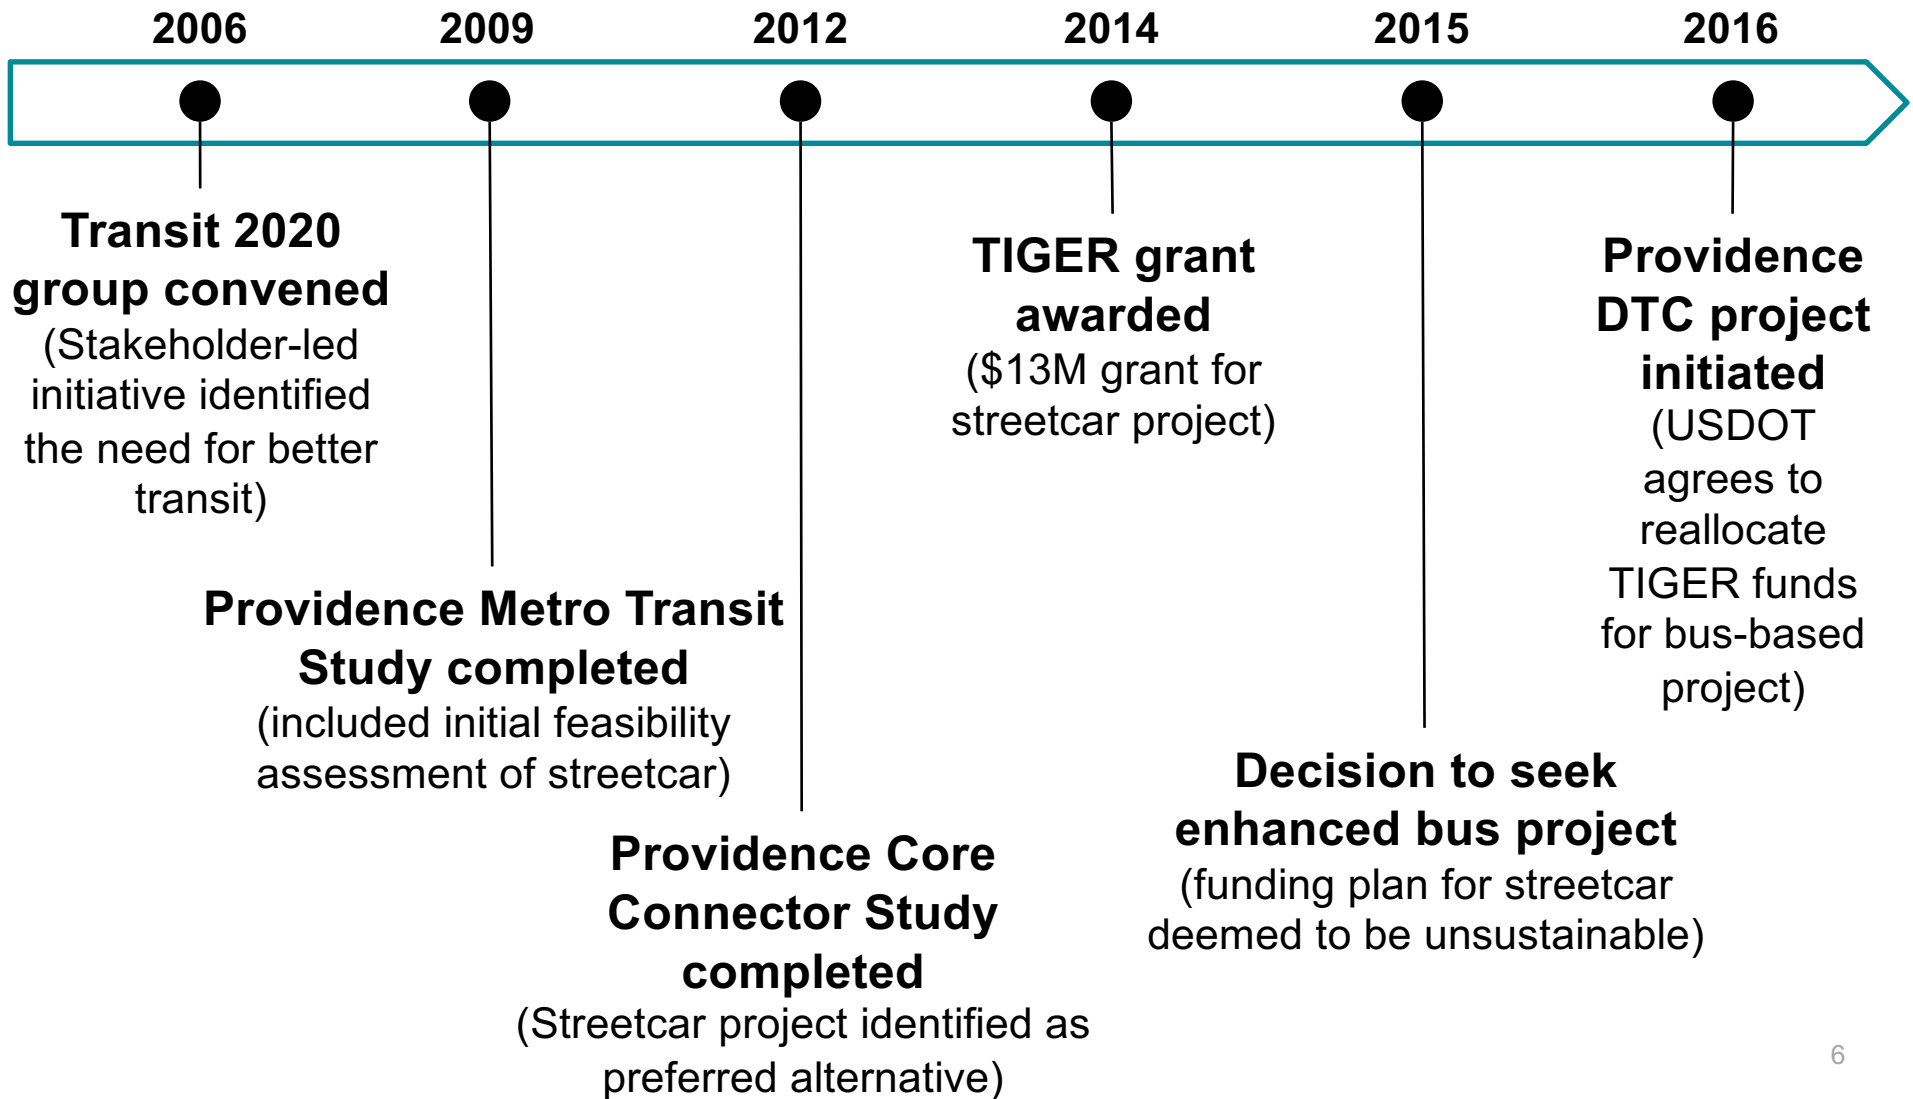 2006
2009
2012
2014
2015
2016
Transit 2020
group convened
(Stakeholder-led
initiative identified
the need for better
transit)
Providence Metro Transit
Study completed
(included initial feasibility
assessment of streetcar)
Providence Core
Connector Study
completed
(Streetcar project identified as
preferred alternative)
TIGER grant
awarded
($13M grant for
streetcar project)
Decision to seek
enhanced bus project
(funding plan for streetcar
deemed to be unsustainable)
Providence
DTC project
initiated
(USDOT
agrees to
reallocate
TIGER funds
for bus-based
project)
6